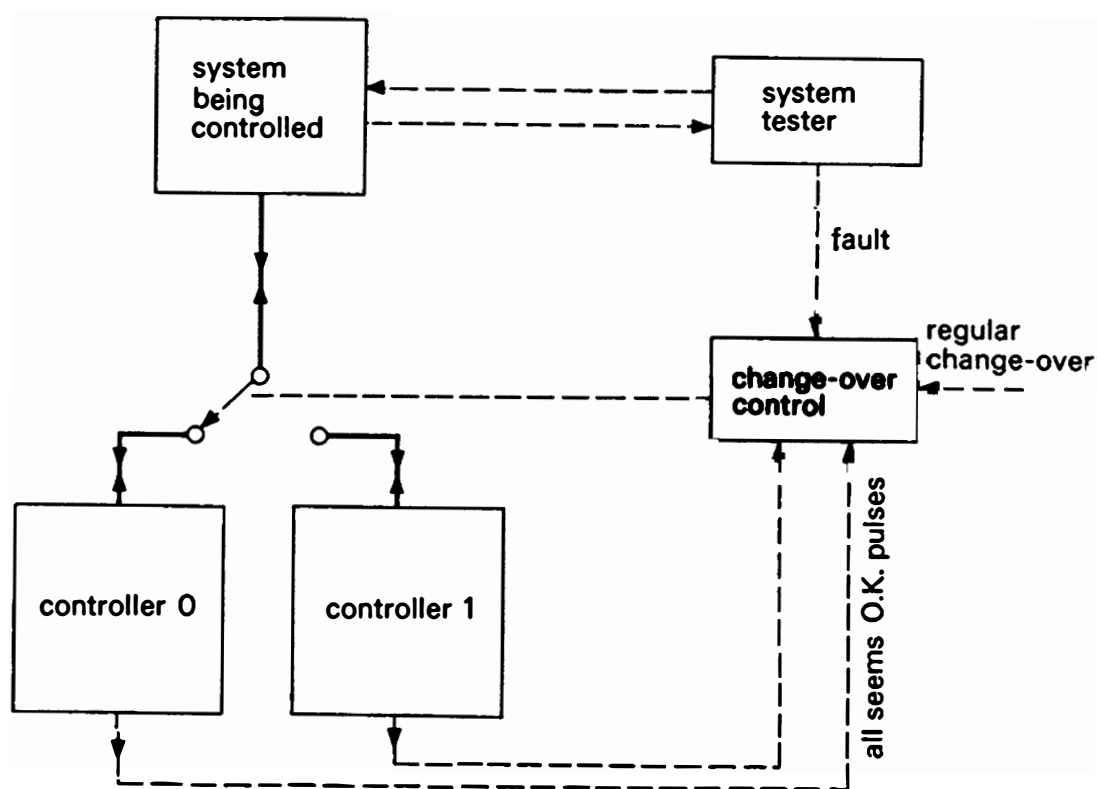 system
being
controlled
system
tester
fault
regular
change-over
change-over
control
controller 0
controller 1
all seems O.K. pulses